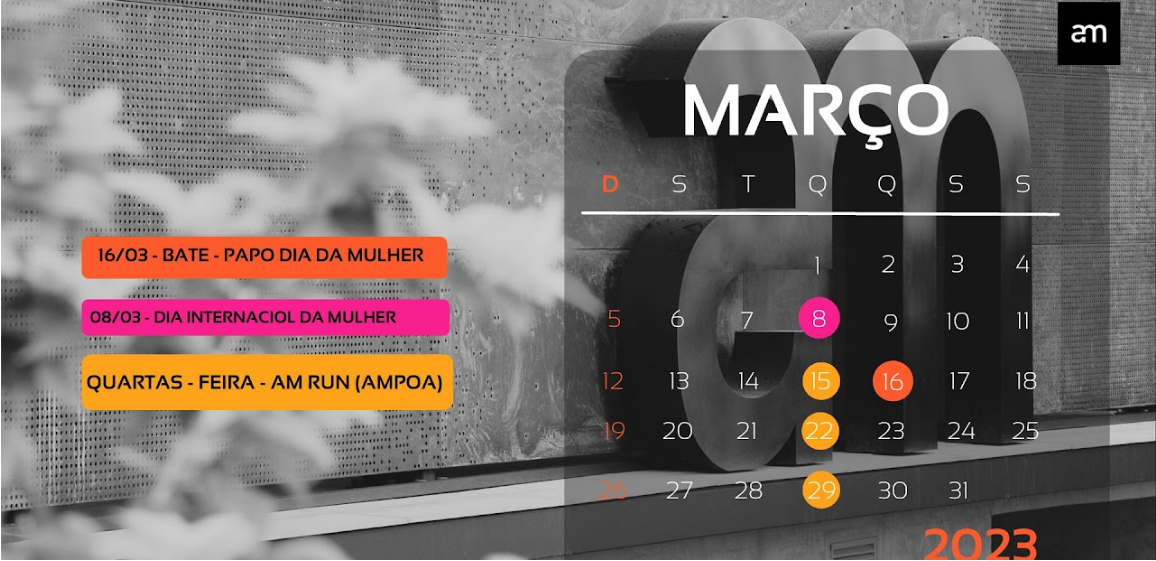 am
MARÇO
D S T Q Q S S
1 2 3 4
5 6 7 8 9 10 11
12 13 14 15 16 17 18
19 20 21 22 23 24 25
26 27 28 29 30 31
2023
16/03 - BATE - PAPO DIA DA MULHER
08/03 - DIA INTERNACIOL DA MULHER
QUARTAS - FEIRA - AM RUN (AMPOA)